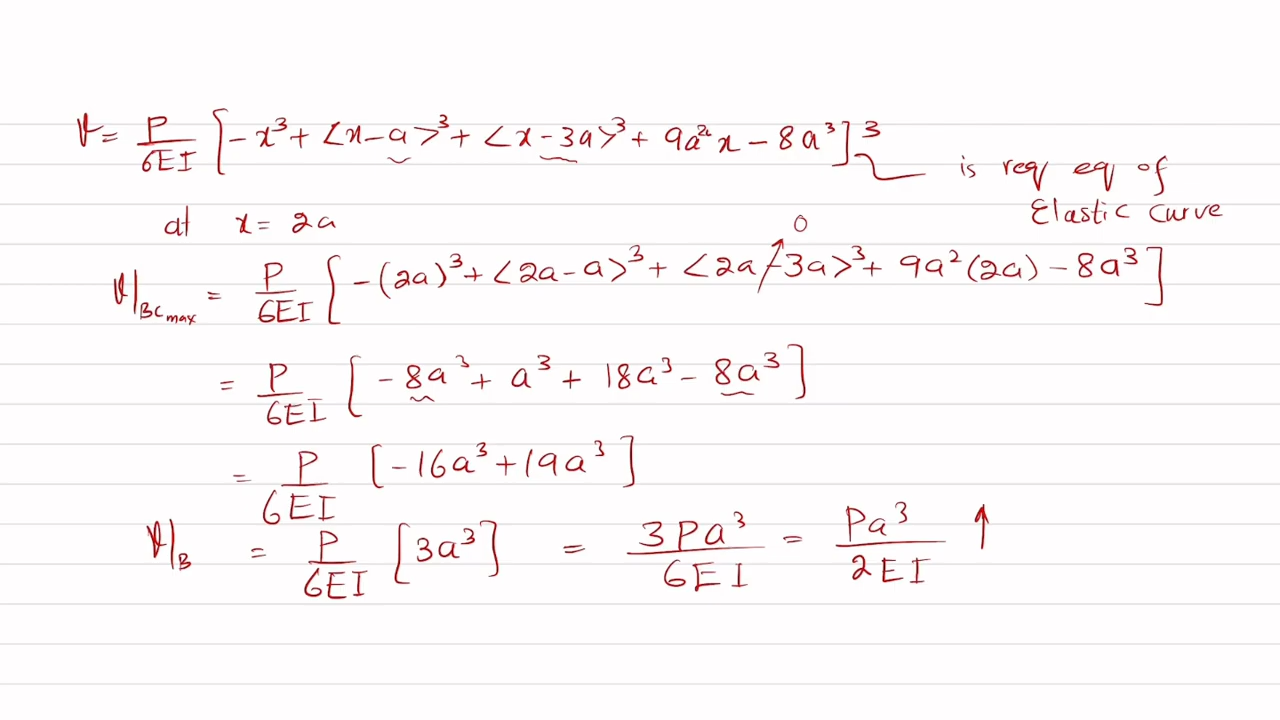 v = P/6EI [-x³ + <x-a>³ + <x-3a>³ + 9a²x - 8a³] 3
is req eq of
Elastic Curve
at x = 2a
0
v|BCmax = P/6EI [-(2a)³ + <2a-a>³ + <2a-3a>³ + 9a²(2a) - 8a³]
= P/6EI [-8a³ + a³ + 18a³ - 8a³]
= P/6EI [-16a³ + 19a³]
v|B = P/6EI [3a³] = 3Pa³/6EI = Pa³/2EI ↑